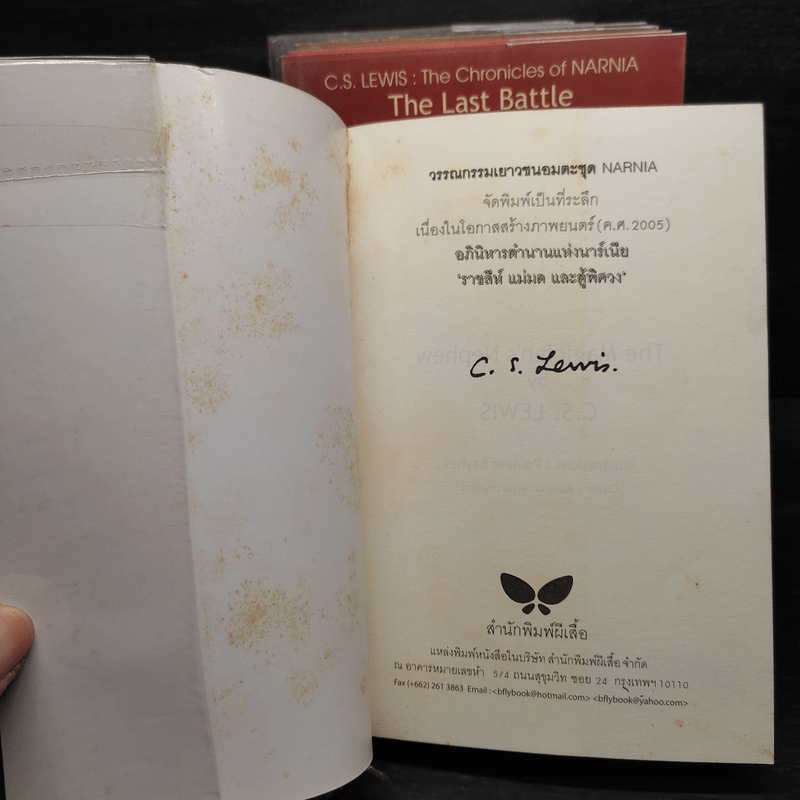 C.S. LEWIS : The Chronicles of NARNIA
The Last Battle
วรรณกรรมเยาวชนอมตะชุด NARNIA
จัดพิมพ์เป็นที่ระลึก
เนื่องในโอกาสสร้างภาพยนตร์ (ค.ศ. 2005)
อภินิหารตำนานแห่งนาร์เนีย
'ราชสีห์ แม่มด และตู้พิศวง'
The Magician's Nephew
by
C.S. LEWIS
Illustrations : Pauline Baynes
C. S. Lewis.
สำนักพิมพ์ผีเสื้อ
แหล่งพิมพ์หนังสือในบริษัท สำนักพิมพ์ผีเสื้อ จำกัด
ณ อาคารหมายเลขห้า 5/4 ถนนสุขุมวิท ซอย 24 กรุงเทพฯ 10110
Fax (+662) 261 3863 Email : <bflybook@hotmail.com> <bflybook@yahoo.com>